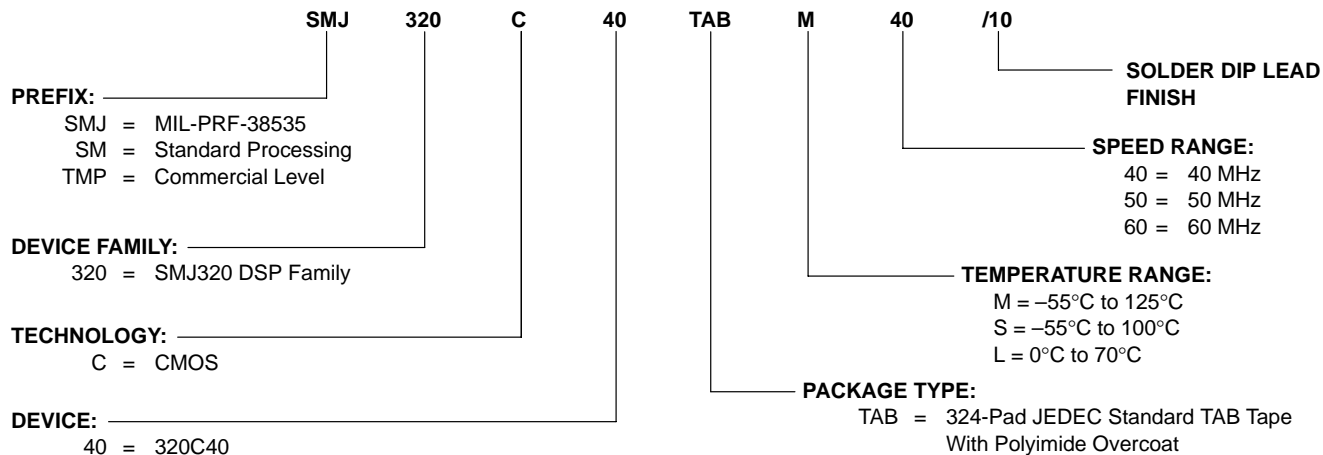 SMJ 320 C 40 TAB M 40 /10
SOLDER DIP LEAD
FINISH
PREFIX:
SMJ = MIL-PRF-38535
SM = Standard Processing
TMP = Commercial Level
SPEED RANGE:
40 = 40 MHz
50 = 50 MHz
60 = 60 MHz
DEVICE FAMILY:
320 = SMJ320 DSP Family
TEMPERATURE RANGE:
M = –55°C to 125°C
S = –55°C to 100°C
L = 0°C to 70°C
TECHNOLOGY:
C = CMOS
PACKAGE TYPE:
TAB = 324-Pad JEDEC Standard TAB Tape
With Polyimide Overcoat
DEVICE:
40 = 320C40